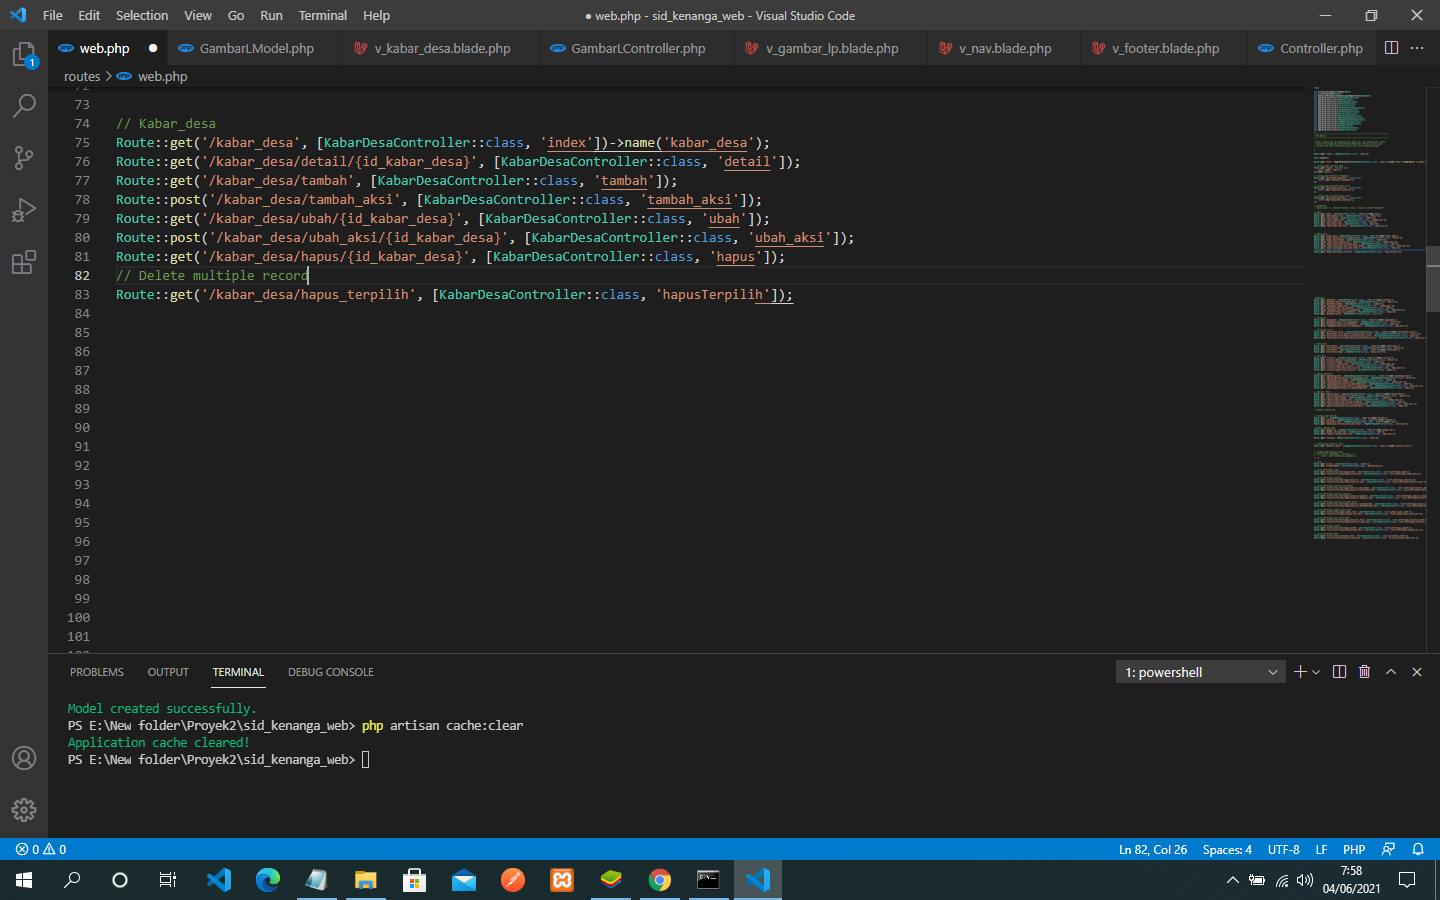 File Edit Selection View Go Run Terminal Help ● web.php - sid_kenanga_web - Visual Studio Code
web.php GambarLModel.php v_kabar_desa.blade.php GambarLController.php v_gambar_lp.blade.php v_nav.blade.php v_footer.blade.php Controller.php
1
routes > web.php
72
73
74 // Kabar_desa
75 Route::get('/kabar_desa', [KabarDesaController::class, 'index'])->name('kabar_desa');
76 Route::get('/kabar_desa/detail/{id_kabar_desa}', [KabarDesaController::class, 'detail']);
77 Route::get('/kabar_desa/tambah', [KabarDesaController::class, 'tambah']);
78 Route::post('/kabar_desa/tambah_aksi', [KabarDesaController::class, 'tambah_aksi']);
79 Route::get('/kabar_desa/ubah/{id_kabar_desa}', [KabarDesaController::class, 'ubah']);
80 Route::post('/kabar_desa/ubah_aksi/{id_kabar_desa}', [KabarDesaController::class, 'ubah_aksi']);
81 Route::get('/kabar_desa/hapus/{id_kabar_desa}', [KabarDesaController::class, 'hapus']);
82 // Delete multiple record
83 Route::get('/kabar_desa/hapus_terpilih', [KabarDesaController::class, 'hapusTerpilih']);
84
85
86
87
88
89
90
91
92
93
94
95
96
97
98
99
100
101
PROBLEMS OUTPUT TERMINAL DEBUG CONSOLE 1: powershell
Model created successfully.
PS E:\New folder\Proyek2\sid_kenanga_web> php artisan cache:clear
Application cache cleared!
PS E:\New folder\Proyek2\sid_kenanga_web>
0 0 Ln 82, Col 26 Spaces: 4 UTF-8 LF PHP
7:58
04/06/2021